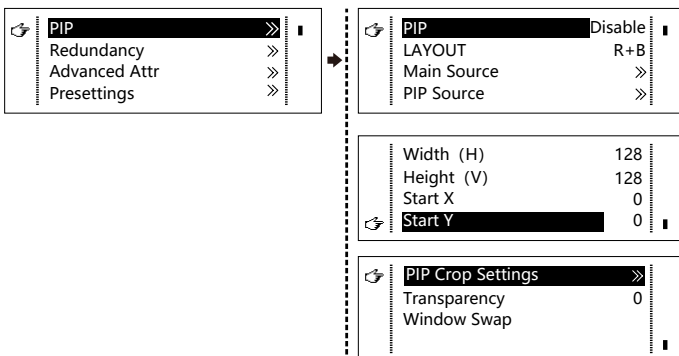 PIP »
Redundancy »
Advanced Attr »
Presettings »
PIP Disable
LAYOUT R+B
Main Source »
PIP Source »
Width (H) 128
Height (V) 128
Start X 0
Start Y 0
PIP Crop Settings »
Transparency 0
Window Swap